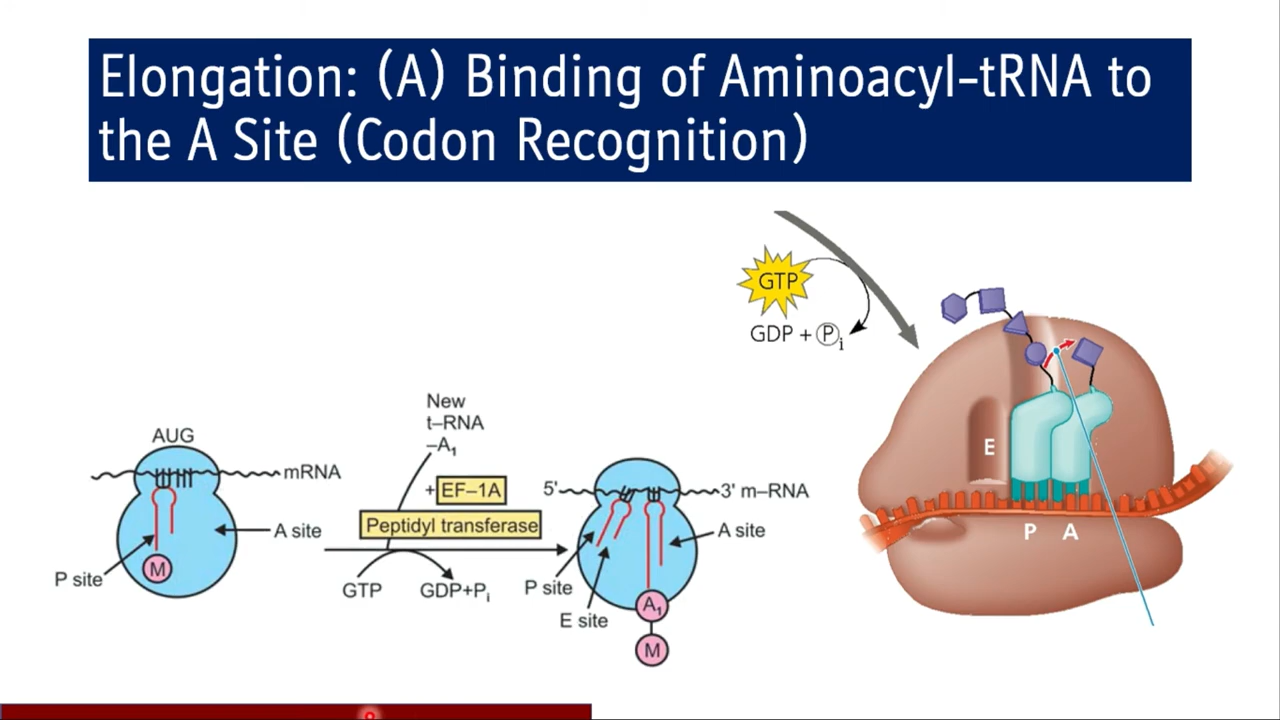 Elongation: (A) Binding of Aminoacyl-tRNA to
the A Site (Codon Recognition)
GTP
GDP + Pi
E
P A
AUG
mRNA
A site
P site
M
New
t–RNA
–A1
+ EF–1A
Peptidyl transferase
GTP
GDP+Pi
5'
3' m–RNA
A site
P site
E site
A1
M